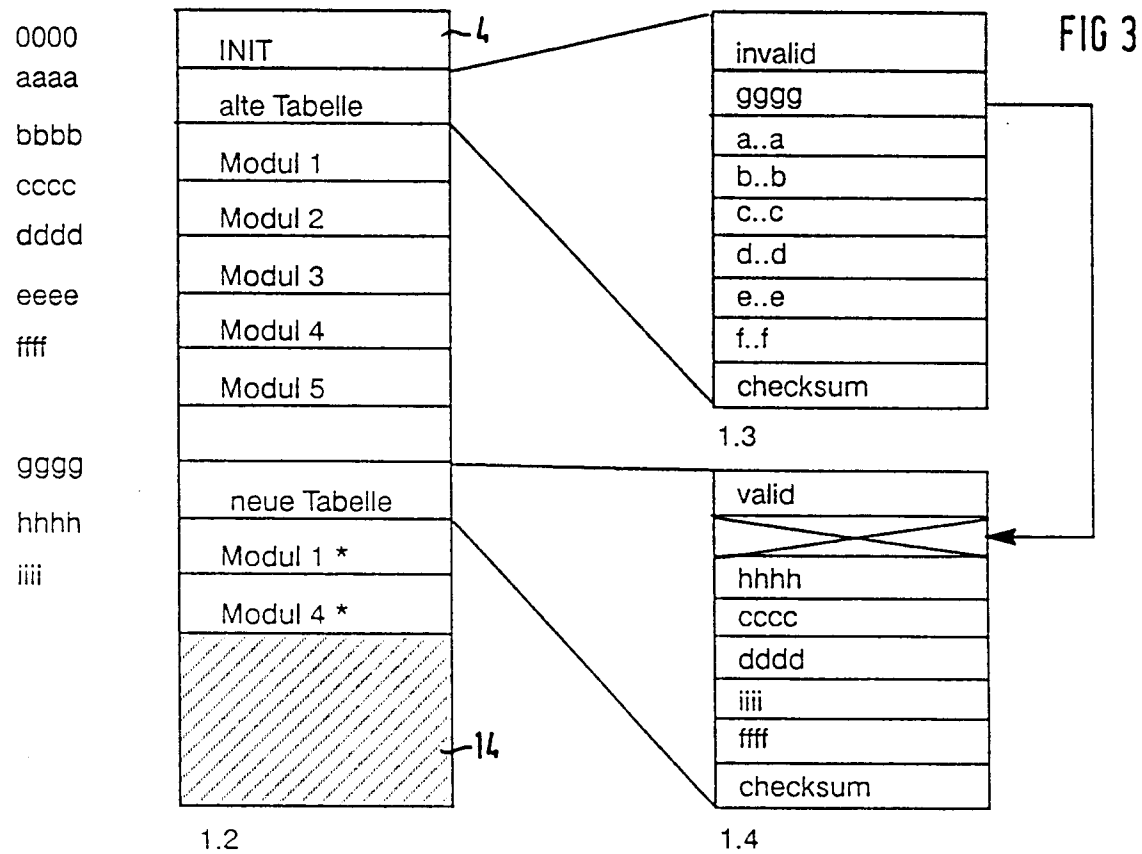 FIG 3
0000
aaaa
bbbb
cccc
dddd
eeee
ffff
gggg
hhhh
iiii
INIT
4
alte Tabelle
Modul 1
Modul 2
Modul 3
Modul 4
Modul 5
neue Tabelle
Modul 1 *
Modul 4 *
14
1.2
invalid
gggg
a..a
b..b
c..c
d..d
e..e
f..f
checksum
1.3
valid
hhhh
cccc
dddd
iiii
ffff
checksum
1.4